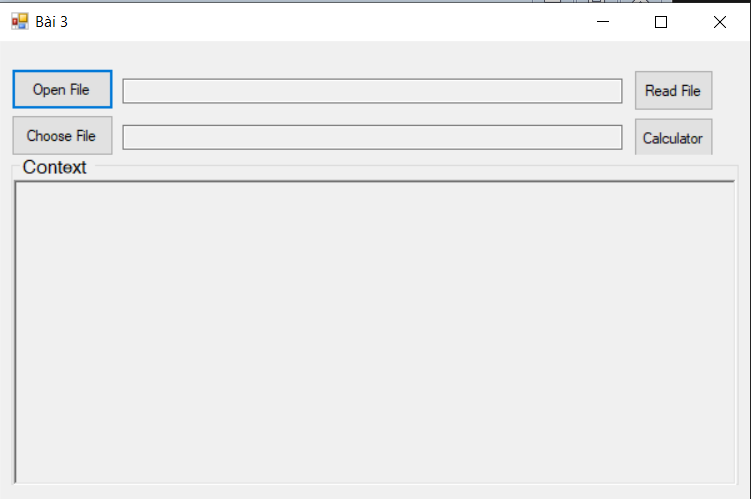 Bài 3
Open File
Read File
Choose File
Calculator
Context